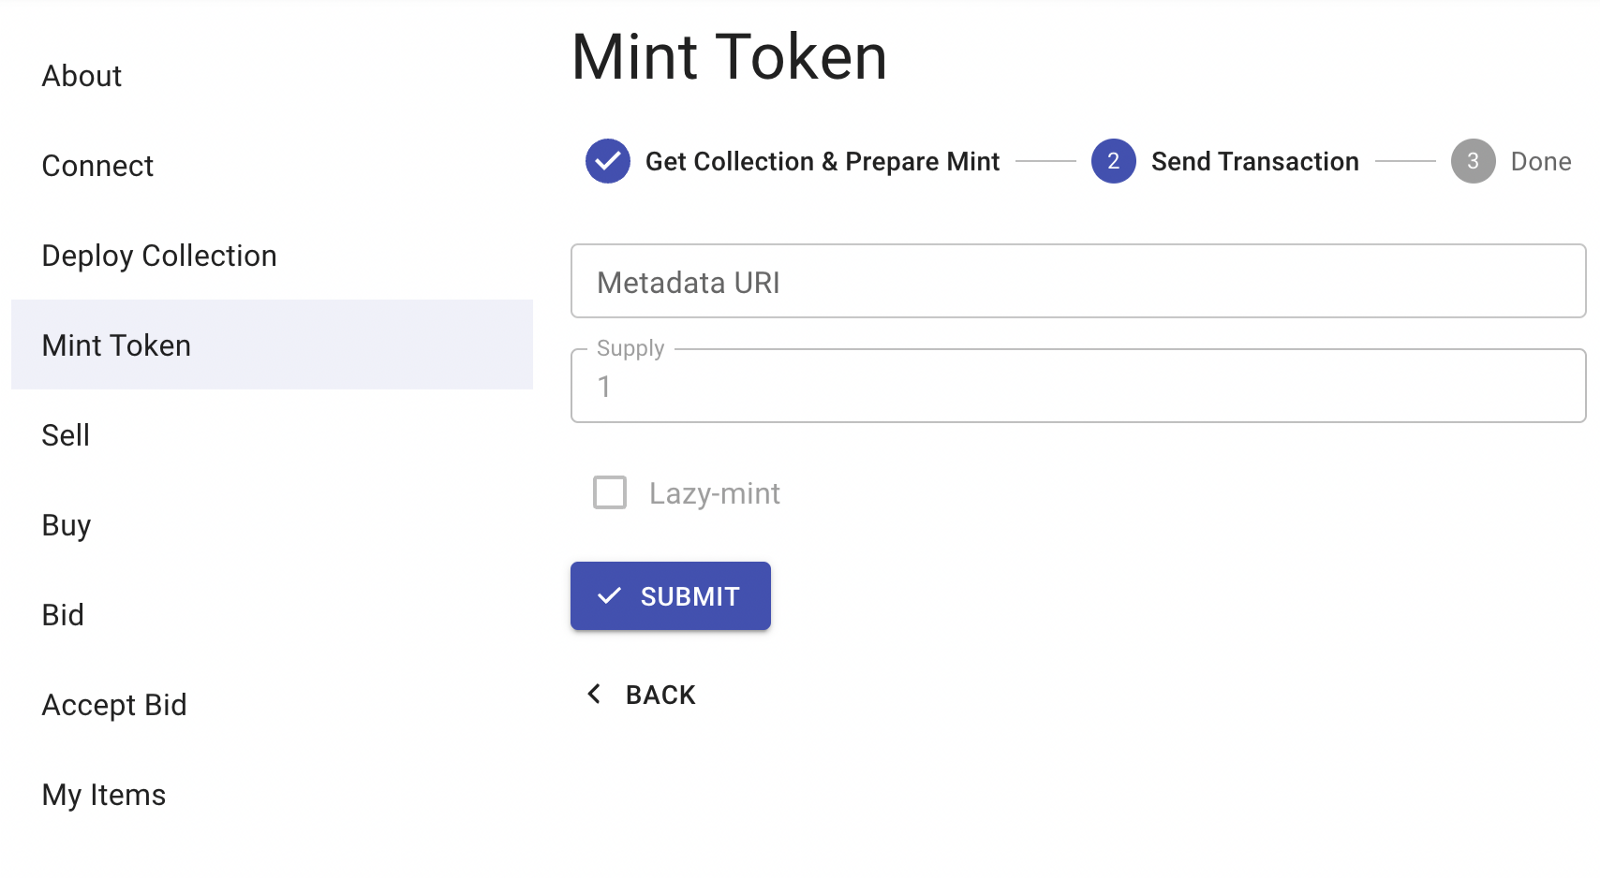 About
Connect
Deploy Collection
Mint Token
Sell
Buy
Bid
Accept Bid
My Items
Mint Token
Get Collection & Prepare Mint
2 Send Transaction
3 Done
Metadata URI
Supply
1
Lazy-mint
SUBMIT
BACK